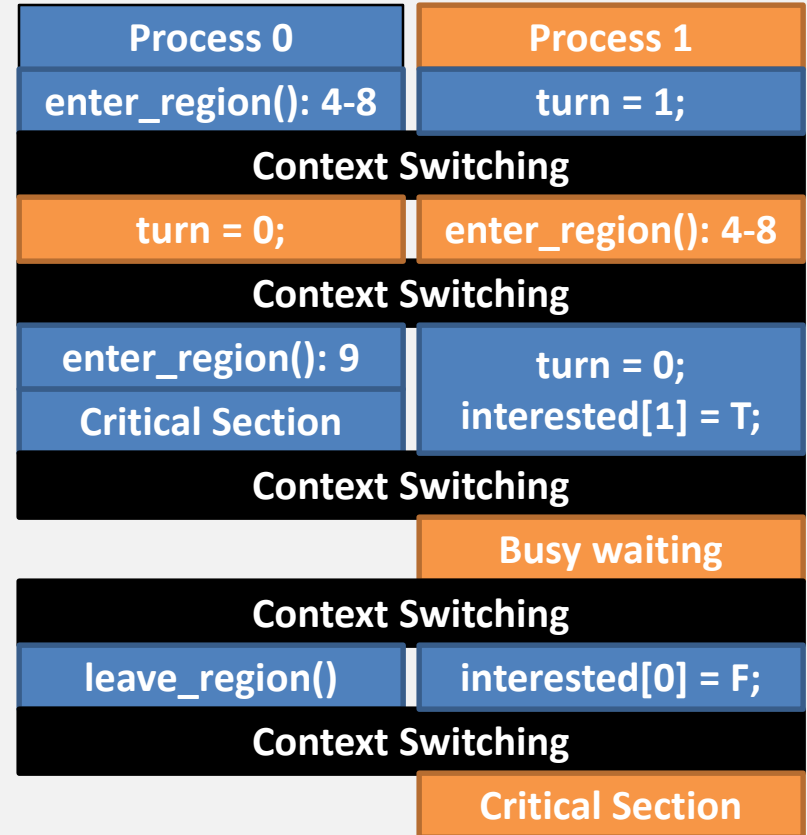 Process 0
Process 1
enter_region(): 4-8
turn = 1;
Context Switching
turn = 0;
enter_region(): 4-8
Context Switching
enter_region(): 9
turn = 0;
interested[1] = T;
Critical Section
Context Switching
Busy waiting
Context Switching
leave_region()
interested[0] = F;
Context Switching
Critical Section